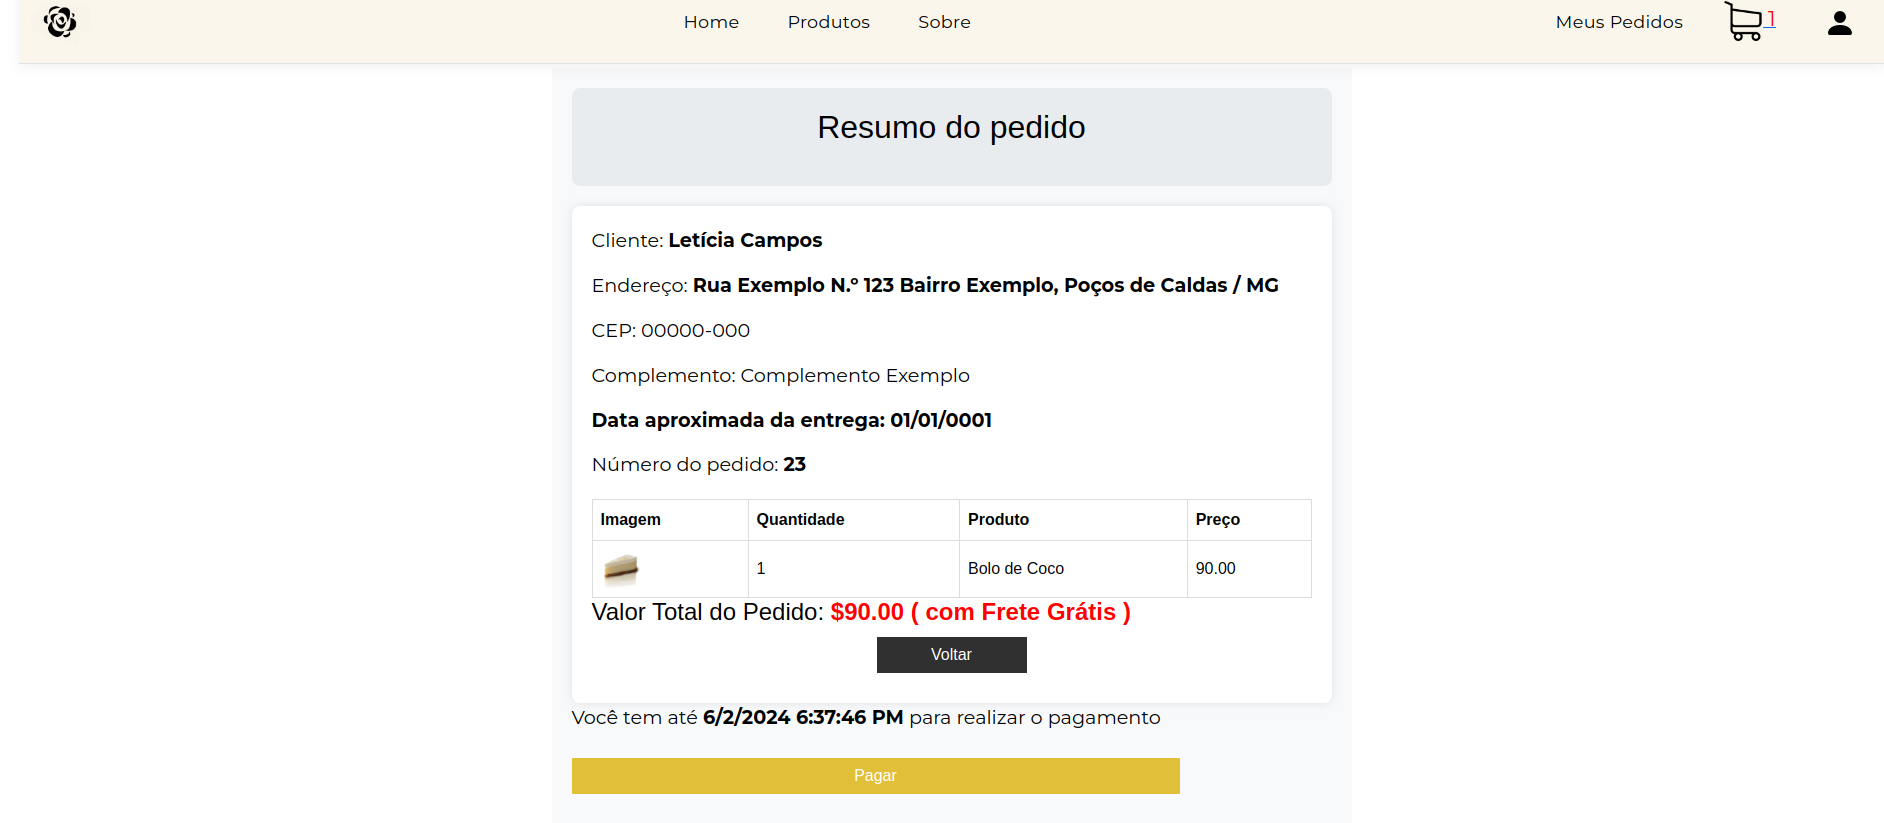 Home Produtos Sobre Meus Pedidos 1
Resumo do pedido
Cliente: Letícia Campos
Endereço: Rua Exemplo N.º 123 Bairro Exemplo, Poços de Caldas / MG
CEP: 00000-000
Complemento: Complemento Exemplo
Data aproximada da entrega: 01/01/0001
Número do pedido: 23
Imagem Quantidade Produto Preço
1 Bolo de Coco 90.00
Valor Total do Pedido: $90.00 ( com Frete Grátis )
Voltar
Você tem até 6/2/2024 6:37:46 PM para realizar o pagamento
Pagar